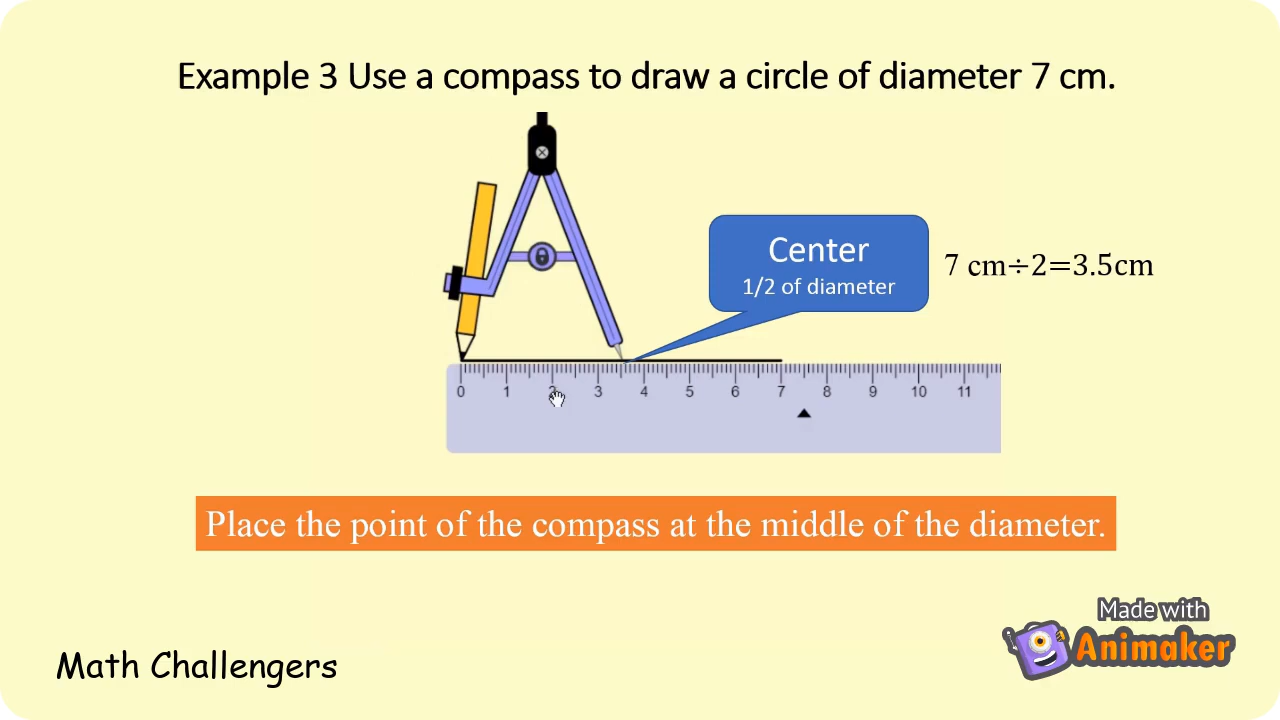 Example 3 Use a compass to draw a circle of diameter 7 cm.
Center
1/2 of diameter
7 cm÷2=3.5cm
0 1 2 3 4 5 6 7 8 9 10 11
Place the point of the compass at the middle of the diameter.
Made with
Animaker
Math Challengers